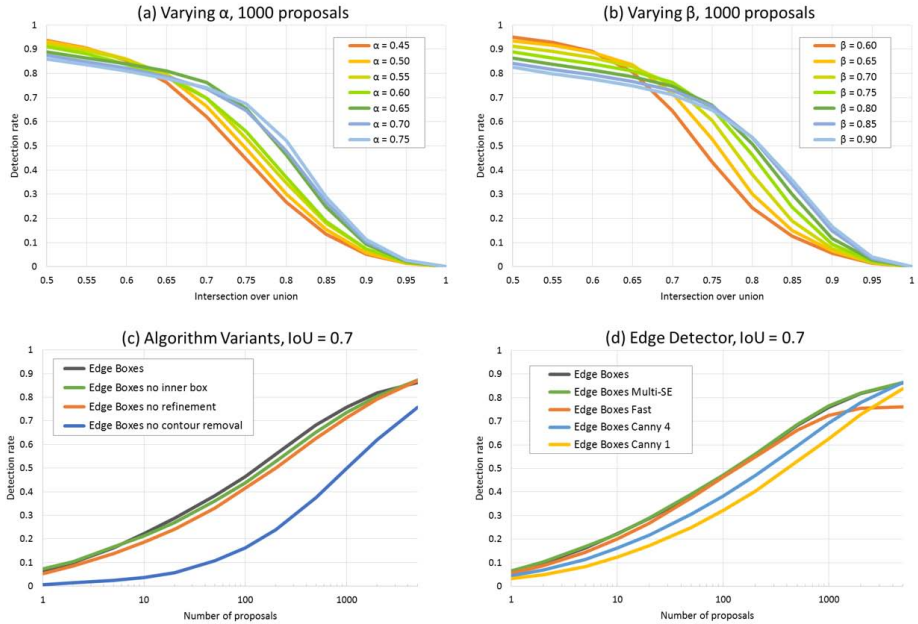 (a) Varying α, 1000 proposals
1
0.9
0.8
0.7
0.6
0.5
0.4
0.3
0.2
0.1
0
Detection rate
α = 0.45
α = 0.50
α = 0.55
α = 0.60
α = 0.65
α = 0.70
α = 0.75
0.5 0.55 0.6 0.65 0.7 0.75 0.8 0.85 0.9 0.95 1
Intersection over union
(b) Varying β, 1000 proposals
1
0.9
0.8
0.7
0.6
0.5
0.4
0.3
0.2
0.1
0
Detection rate
β = 0.60
β = 0.65
β = 0.70
β = 0.75
β = 0.80
β = 0.85
β = 0.90
0.5 0.55 0.6 0.65 0.7 0.75 0.8 0.85 0.9 0.95 1
Intersection over union
(c) Algorithm Variants, IoU = 0.7
1
0.9
0.8
0.7
0.6
0.5
0.4
0.3
0.2
0.1
0
Detection rate
Edge Boxes
Edge Boxes no inner box
Edge Boxes no refinement
Edge Boxes no contour removal
1 10 100 1000
Number of proposals
(d) Edge Detector, IoU = 0.7
1
0.9
0.8
0.7
0.6
0.5
0.4
0.3
0.2
0.1
0
Detection rate
Edge Boxes
Edge Boxes Multi-SE
Edge Boxes Fast
Edge Boxes Canny 4
Edge Boxes Canny 1
1 10 100 1000
Number of proposals